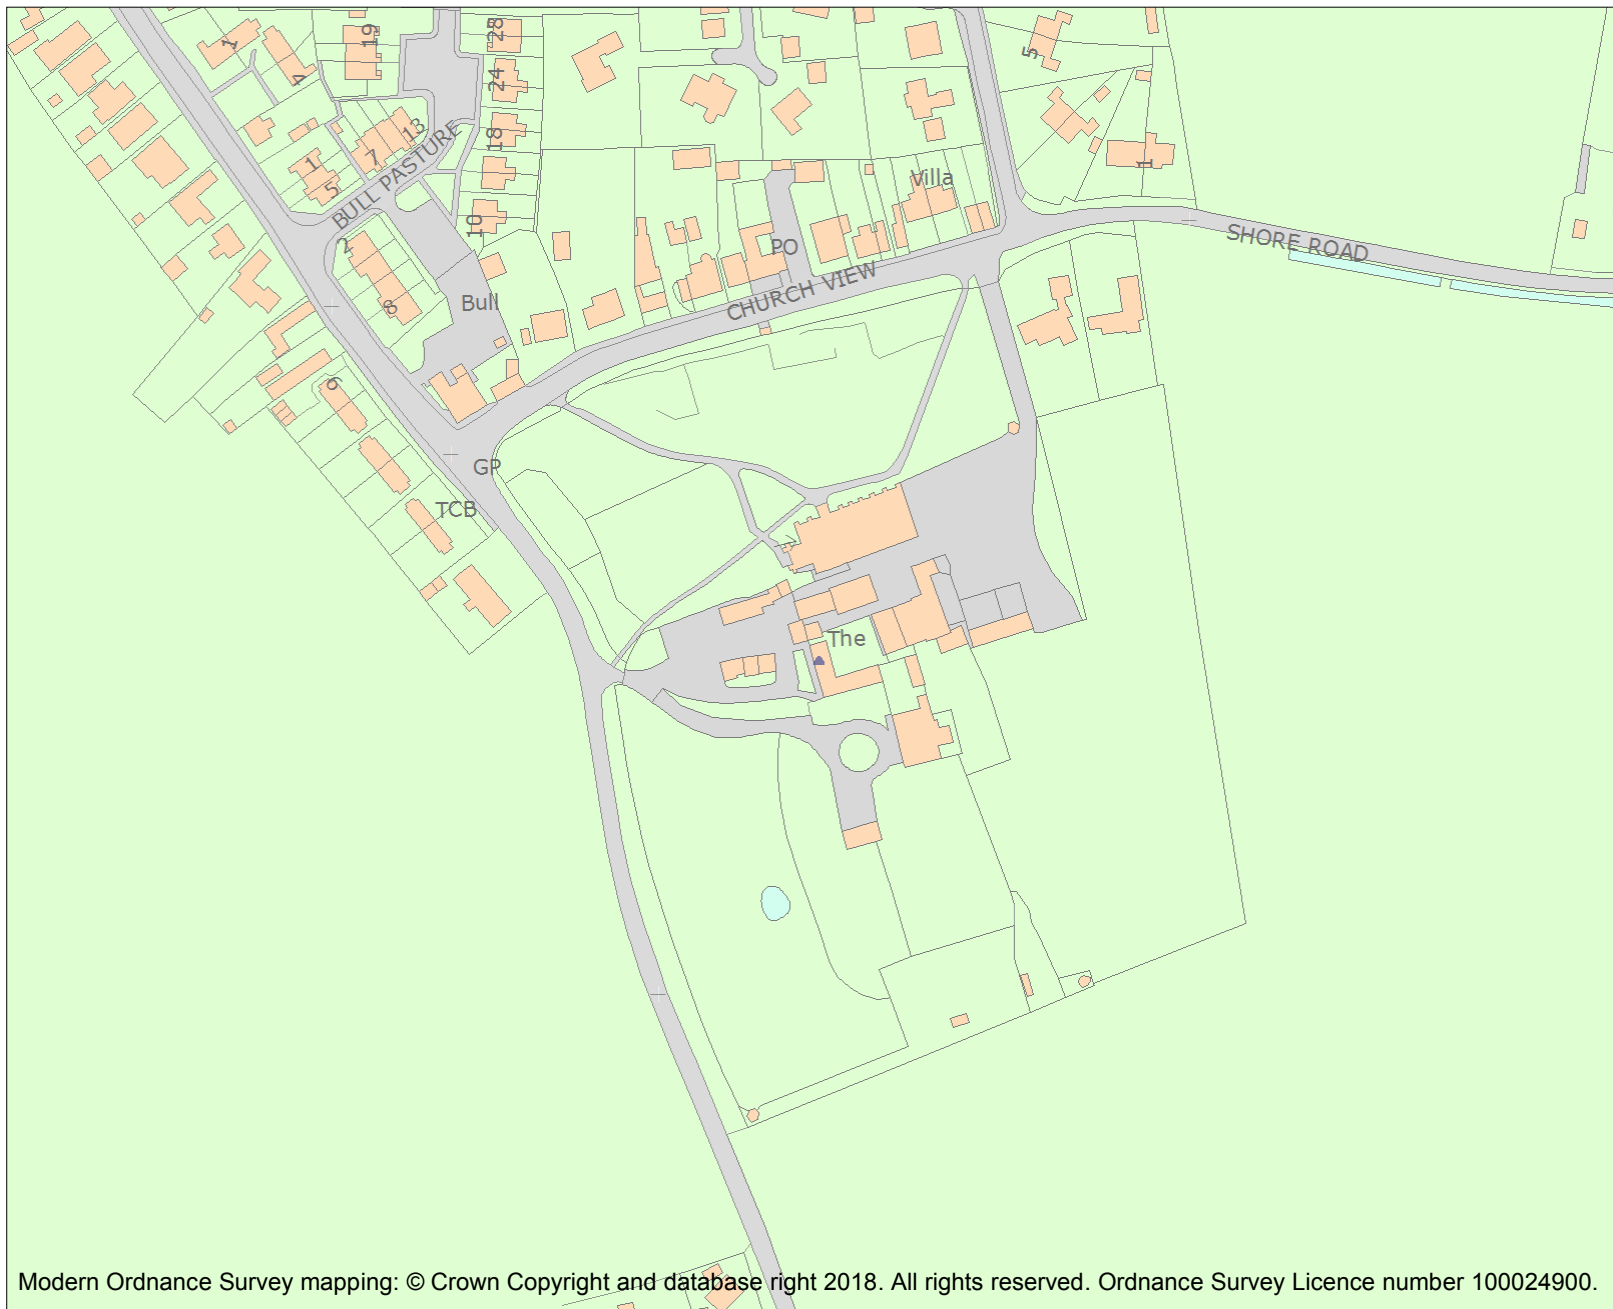 1
4
19
28
24
18
13
7
1
5
BULL PASTURE
2
8
10
Bull
5
1
Villa
PO
CHURCH VIEW
SHORE ROAD
9
GP
TCB
The
Modern Ordnance Survey mapping: © Crown Copyright and database right 2018. All rights reserved. Ordnance Survey Licence number 100024900.